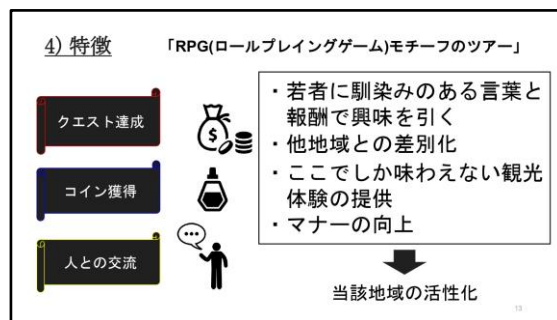 4) 特徴
「RPG(ロールプレイングゲーム)モチーフのツアー」
クエスト達成
コイン獲得
人との交流
$
・若者に馴染みのある言葉と
報酬で興味を引く
・他地域との差別化
・ここでしか味わえない観光
体験の提供
・マナーの向上
当該地域の活性化
13